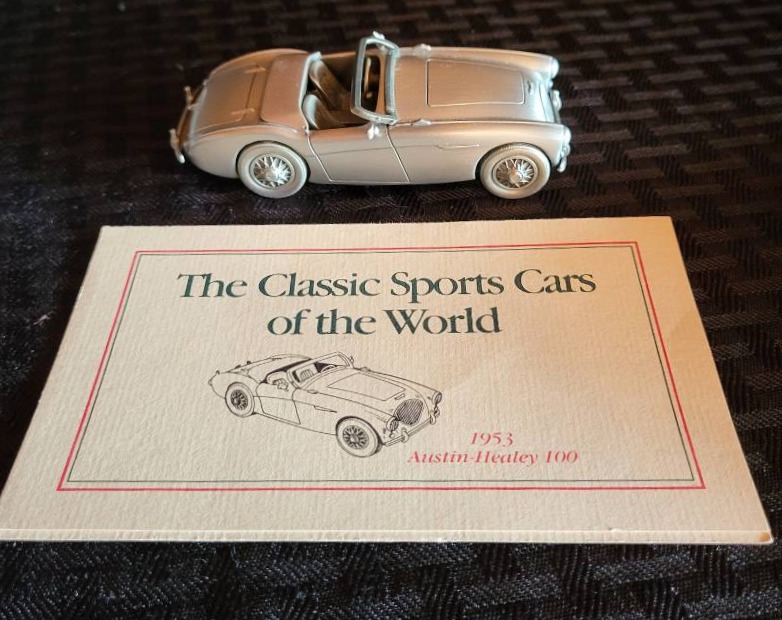 The Classic Sports Cars
of the World
1953
Austin-Healey 100